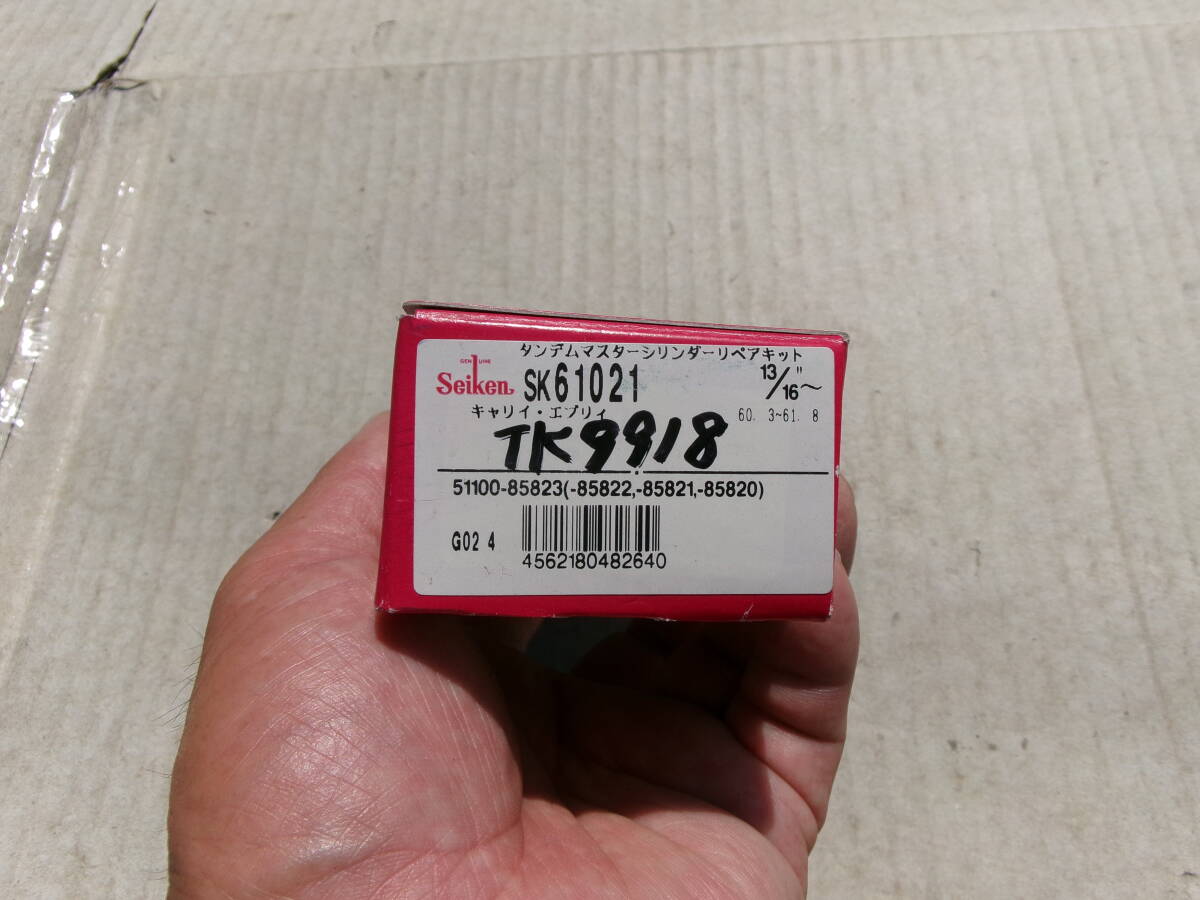 タンデムマスターシリンダーリペアキット
GENUINE
Seiken SK61021 13/16"~
キャリイ・エブリイ 60. 3~61. 8
TK9918
51100-85823(-85822,-85821,-85820)
G02 4
4562180482640